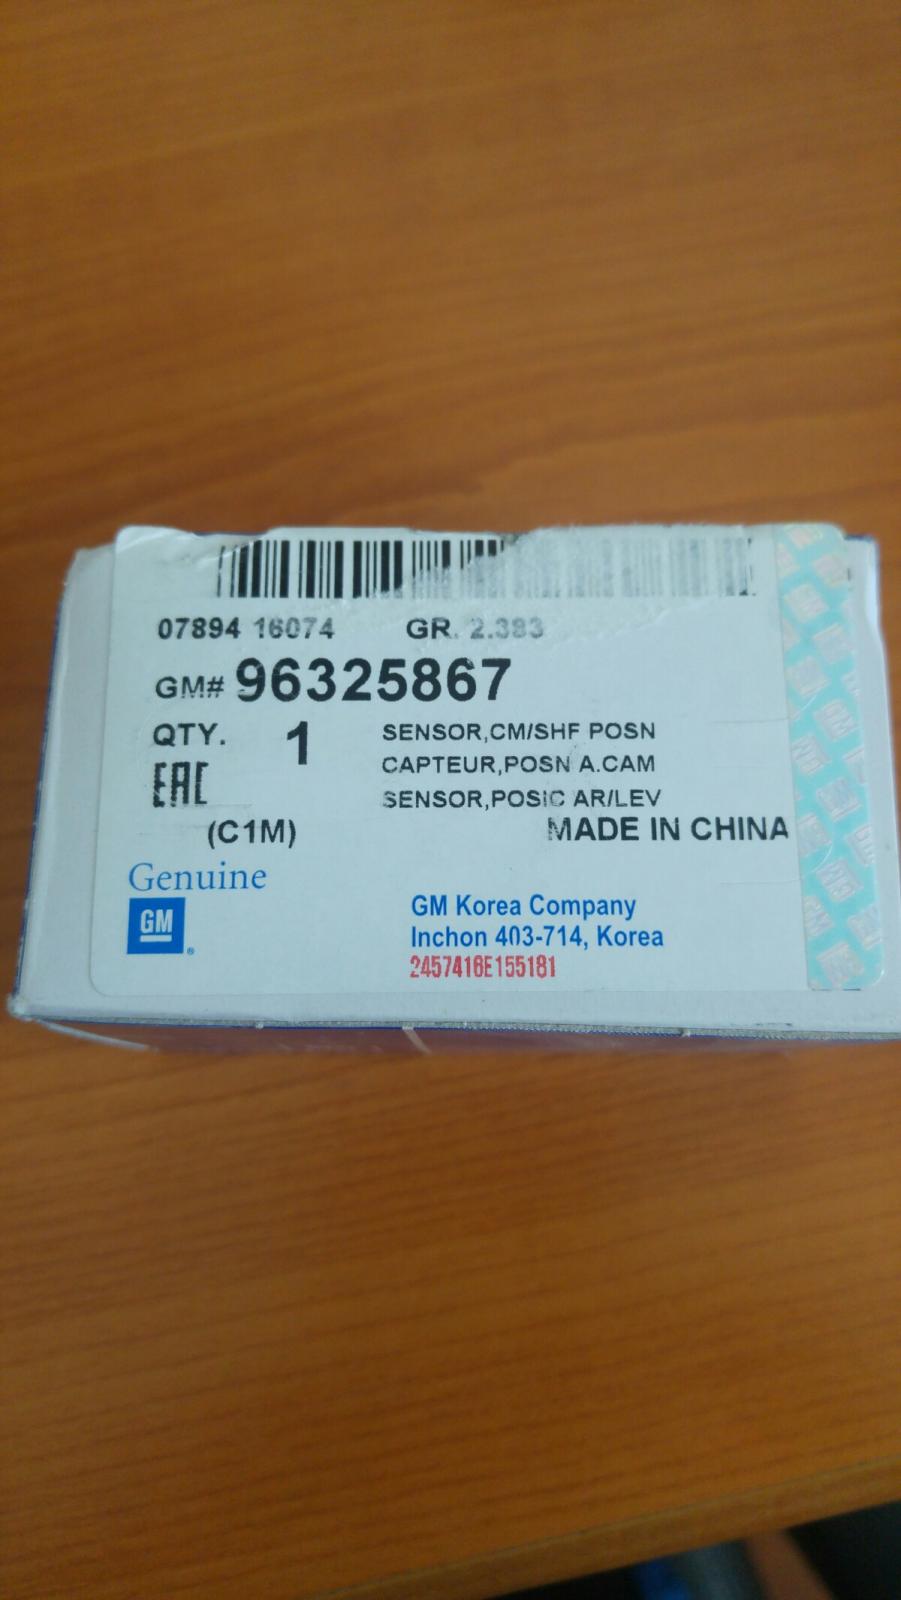 07894 16074 GR. 2.383
GM# 96325867
QTY. 1 SENSOR,CM/SHF POSN
CAPTEUR,POSN A.CAM
EAC
SENSOR,POSIC AR/LEV
(C1M) MADE IN CHINA
Genuine
GM
GM Korea Company
Inchon 403-714, Korea
2457416E155181